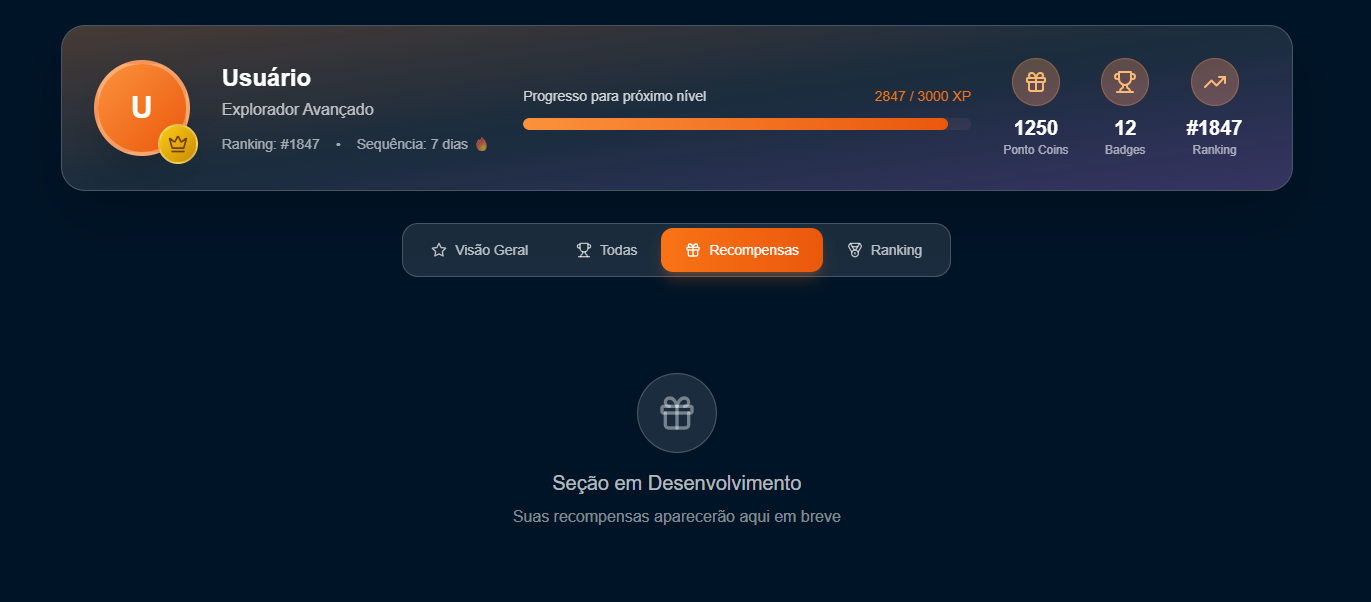 U
Usuário
Explorador Avançado
Ranking: #1847 • Sequência: 7 dias 🔥
Progresso para próximo nível 2847 / 3000 XP
1250 12 #1847
Ponto Coins Badges Ranking
Visão Geral Todas Recompensas Ranking
Seção em Desenvolvimento
Suas recompensas aparecerão aqui em breve